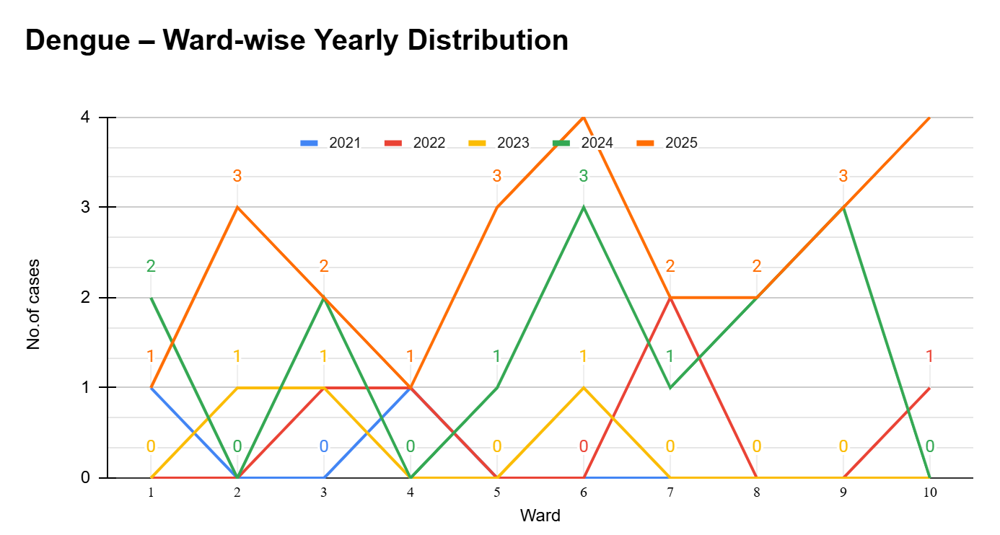 Dengue – Ward-wise Yearly Distribution
4
2021 2022 2023 2024 2025
3 3 3 3
3
2 2 2 2
2
1 1 1 1 1 1 1 1
1
0 0 0 0 0 0 0 0 0 0
0
1 2 3 4 5 6 7 8 9 10
No.of cases
Ward